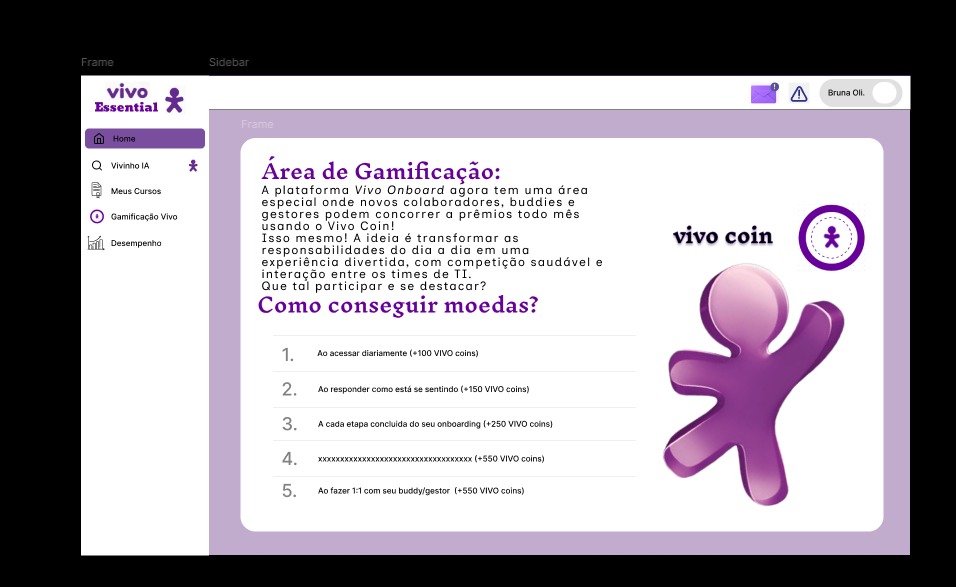 Frame
Sidebar
vivo
Essential
Home
Vivinho IA
Meus Cursos
Gamificação Vivo
Desempenho
!
Bruna Oli.
Frame
Área de Gamificação:
A plataforma Vivo Onboard agora tem uma área
especial onde novos colaboradores, buddies e
gestores podem concorrer a prêmios todo mês
usando o Vivo Coin!
Isso mesmo! A ideia é transformar as
responsabilidades do dia a dia em uma
experiência divertida, com competição saudável e
interação entre os times de TI.
Que tal participar e se destacar?
Como conseguir moedas?
1. Ao acessar diariamente (+100 VIVO coins)
2. Ao responder como está se sentindo (+150 VIVO coins)
3. A cada etapa concluida do seu onboarding (+250 VIVO coins)
4. xxxxxxxxxxxxxxxxxxxxxxxxxxxxxxxxxxx (+550 VIVO coins)
5. Ao fazer 1:1 com seu buddy/gestor (+550 VIVO coins)
vivo coin